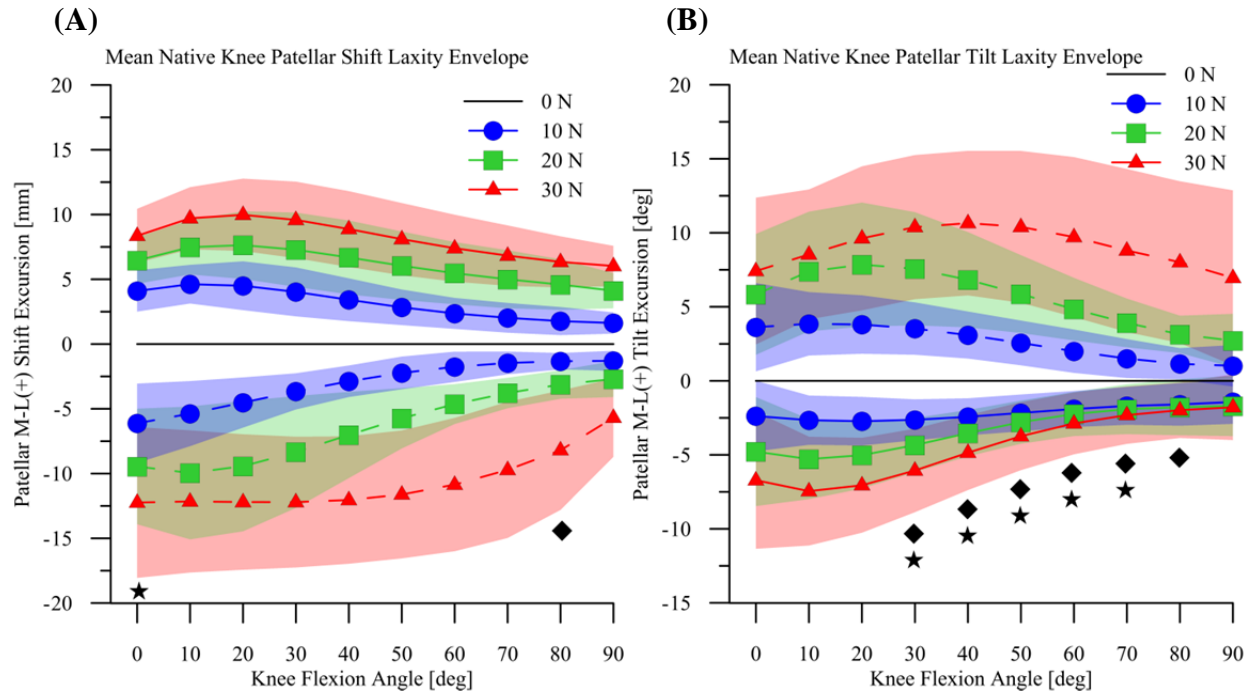 (A)
Mean Native Knee Patellar Shift Laxity Envelope
20
15
10
5
0
-5
-10
-15
-20
Patellar M-L(+) Shift Excursion [mm]
0 N
10 N
20 N
30 N
0 10 20 30 40 50 60 70 80 90
Knee Flexion Angle [deg]
(B)
Mean Native Knee Patellar Tilt Laxity Envelope
20
15
10
5
0
-5
-10
-15
Patellar M-L(+) Tilt Excursion [deg]
0 N
10 N
20 N
30 N
0 10 20 30 40 50 60 70 80 90
Knee Flexion Angle [deg]